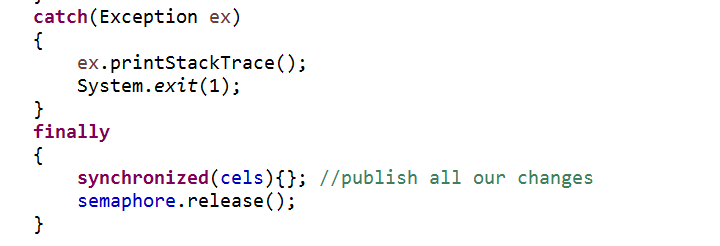 catch(Exception ex)
{
ex.printStackTrace();
System.exit(1);
}
finally
{
synchronized(cels){}; //publish all our changes
semaphore.release();
}